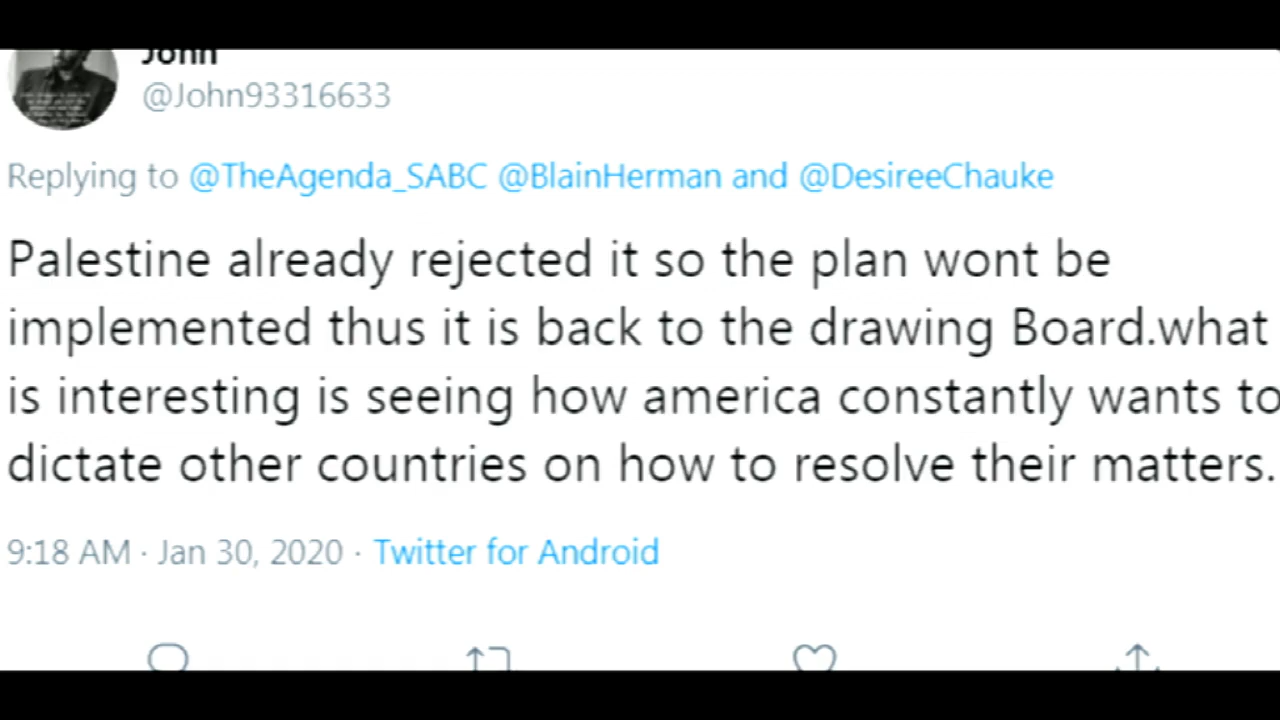 John
@John93316633
Replying to @TheAgenda_SABC @BlainHerman and @DesireeChauke
Palestine already rejected it so the plan wont be
implemented thus it is back to the drawing Board.what
is interesting is seeing how america constantly wants to
dictate other countries on how to resolve their matters.
9:18 AM · Jan 30, 2020 · Twitter for Android